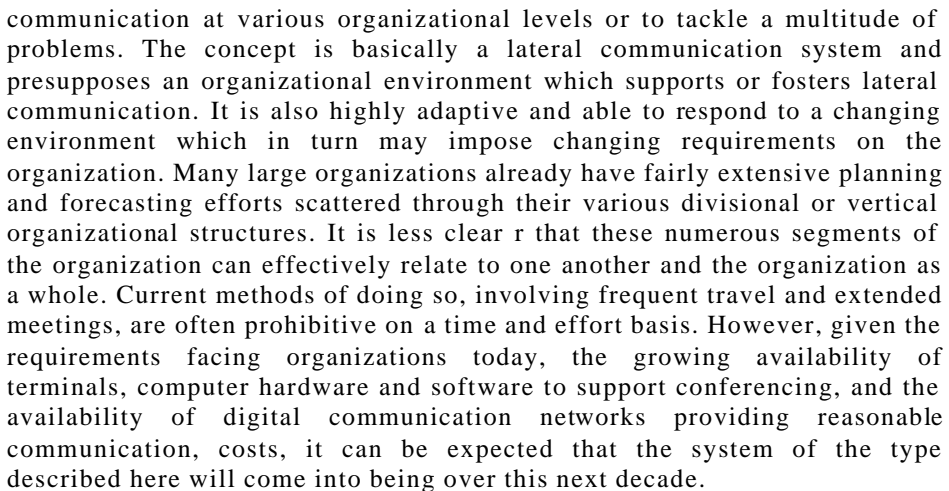 communication at various organizational levels or to tackle a multitude of
problems. The concept is basically a lateral communication system and
presupposes an organizational environment which supports or fosters lateral
communication. It is also highly adaptive and able to respond to a changing
environment which in turn may impose changing requirements on the
organization. Many large organizations already have fairly extensive planning
and forecasting efforts scattered through their various divisional or vertical
organizational structures. It is less clear r that these numerous segments of
the organization can effectively relate to one another and the organization as
a whole. Current methods of doing so, involving frequent travel and extended
meetings, are often prohibitive on a time and effort basis. However, given the
requirements facing organizations today, the growing availability of
terminals, computer hardware and software to support conferencing, and the
availability of digital communication networks providing reasonable
communication, costs, it can be expected that the system of the type
described here will come into being over this next decade.